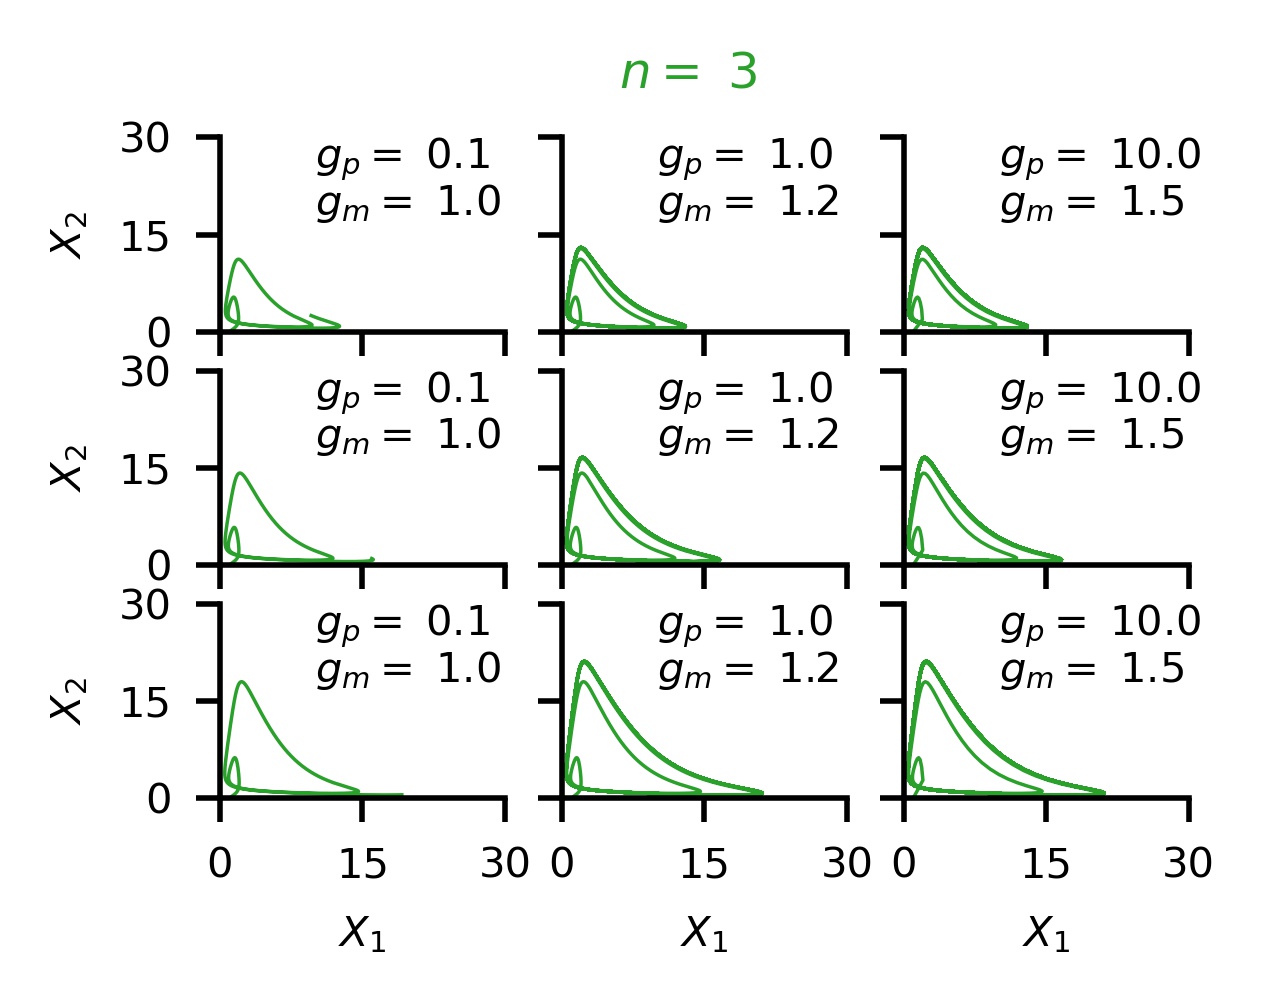 n = 3
30
g_p = 0.1
g_m = 1.0
g_p = 1.0
g_m = 1.2
g_p = 10.0
g_m = 1.5
X_2
15
0
30
g_p = 0.1
g_m = 1.0
g_p = 1.0
g_m = 1.2
g_p = 10.0
g_m = 1.5
X_2
15
0
30
g_p = 0.1
g_m = 1.0
g_p = 1.0
g_m = 1.2
g_p = 10.0
g_m = 1.5
X_2
15
0
0 15 30 0 15 30 0 15 30
X_1 X_1 X_1